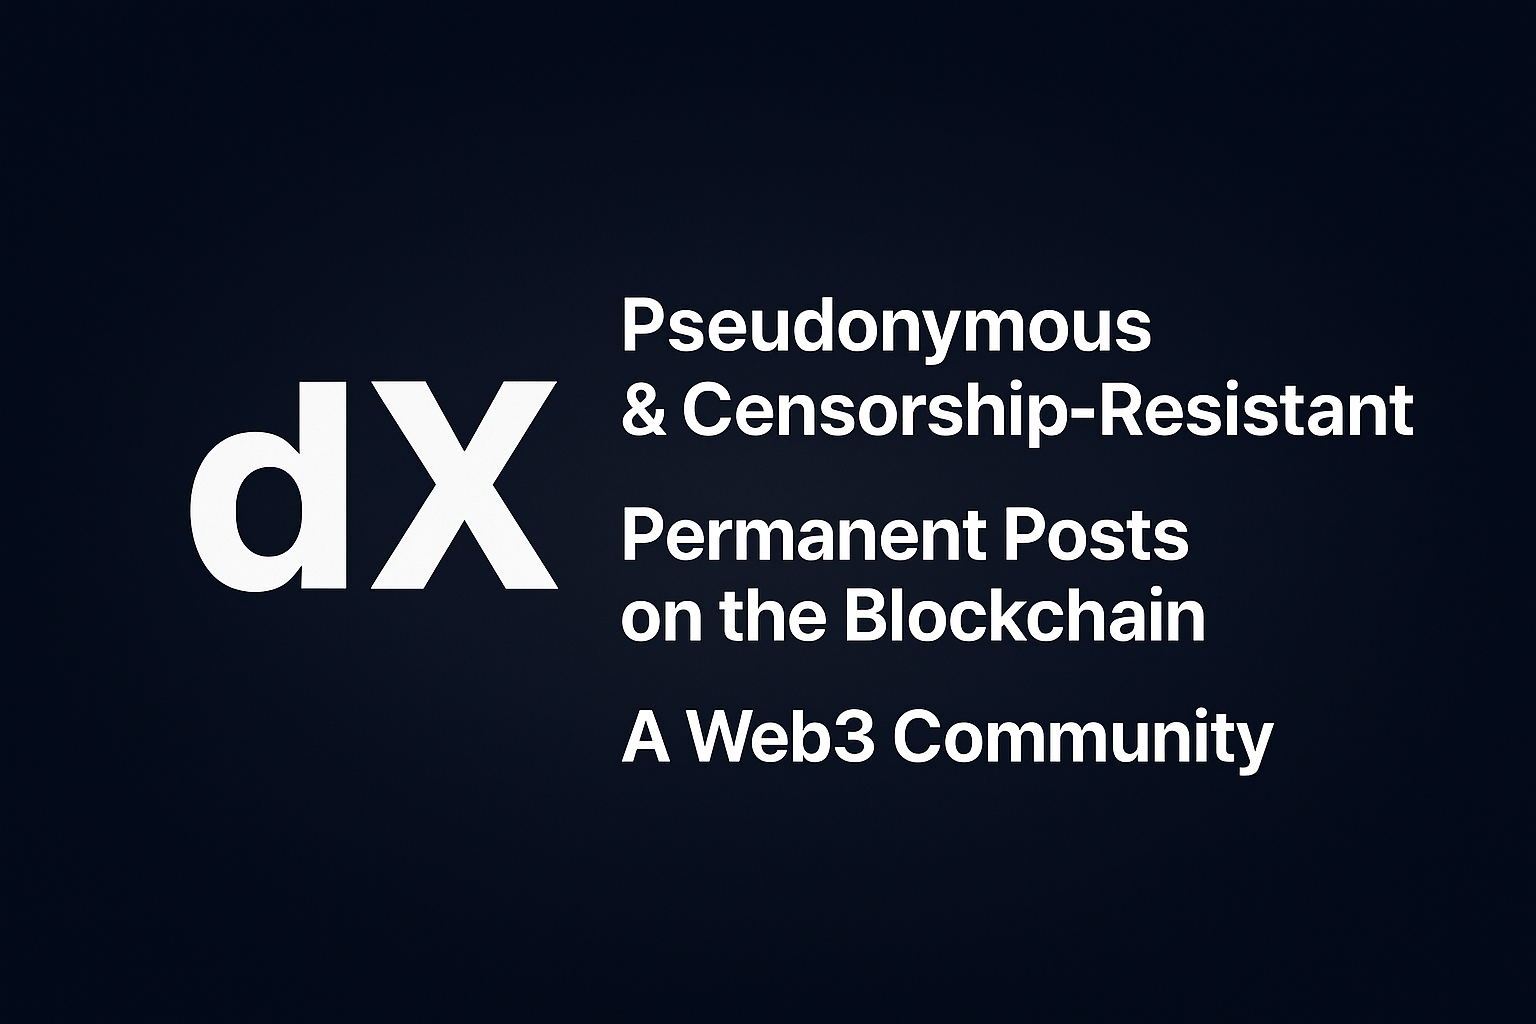 dX
Pseudonymous
& Censorship-Resistant
Permanent Posts
on the Blockchain
A Web3 Community